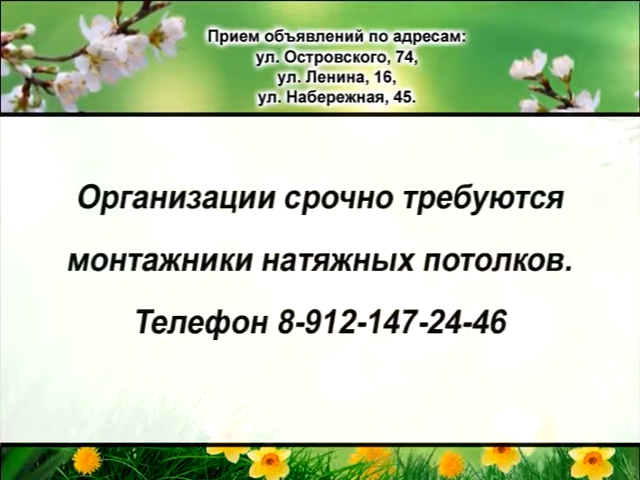 Прием объявлений по адресам:
ул. Островского, 74,
ул. Ленина, 16,
ул. Набережная, 45.
Организации срочно требуются
монтажники натяжных потолков.
Телефон 8-912-147-24-46